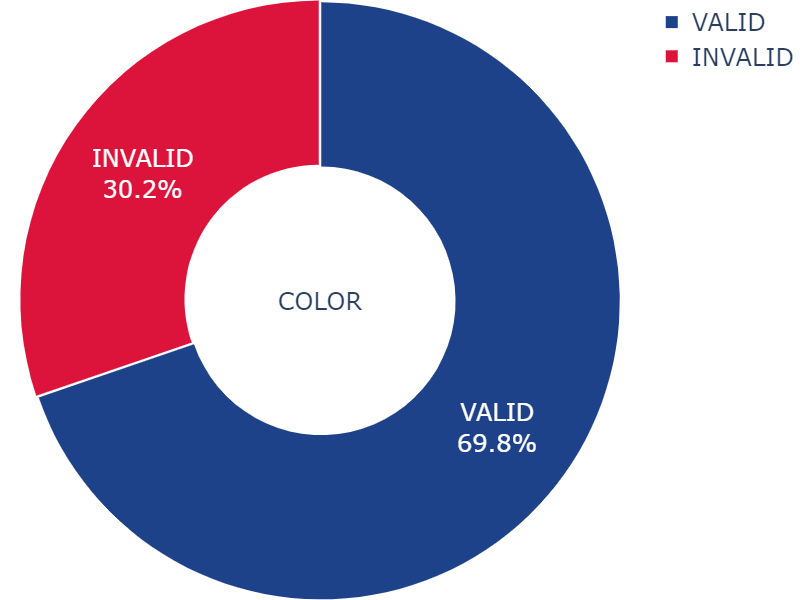 VALID
INVALID
INVALID
30.2%
COLOR
VALID
69.8%